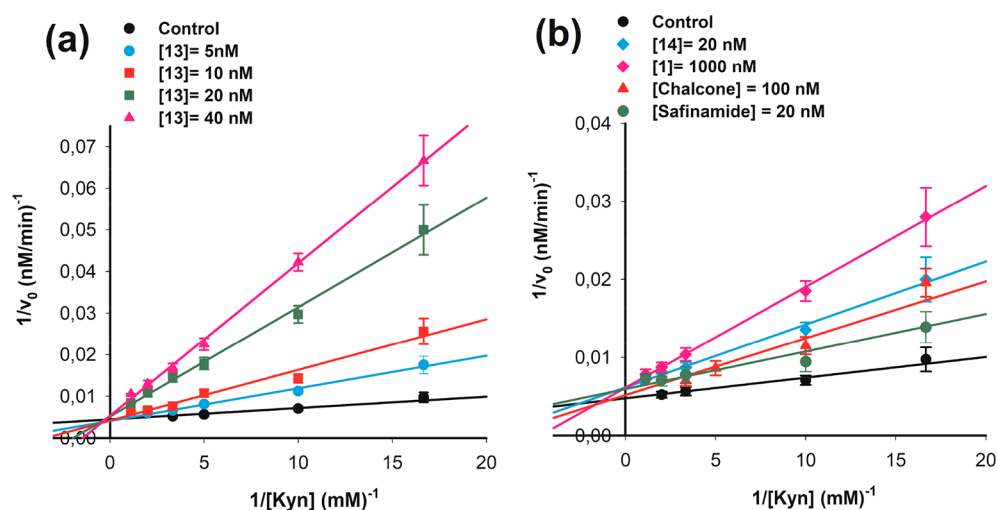 (a)
Control
[13]= 5nM
[13]= 10 nM
[13]= 20 nM
[13]= 40 nM
0,07
0,06
0,05
0,04
0,03
0,02
0,01
0,00
1/v0 (nM/min)-1
0 5 10 15 20
1/[Kyn] (mM)-1
(b)
Control
[14]= 20 nM
[1]= 1000 nM
[Chalcone] = 100 nM
[Safinamide] = 20 nM
0,04
0,03
0,02
0,01
0,00
1/v0 (nM/min)-1
0 5 10 15 20
1/[Kyn] (mM)-1